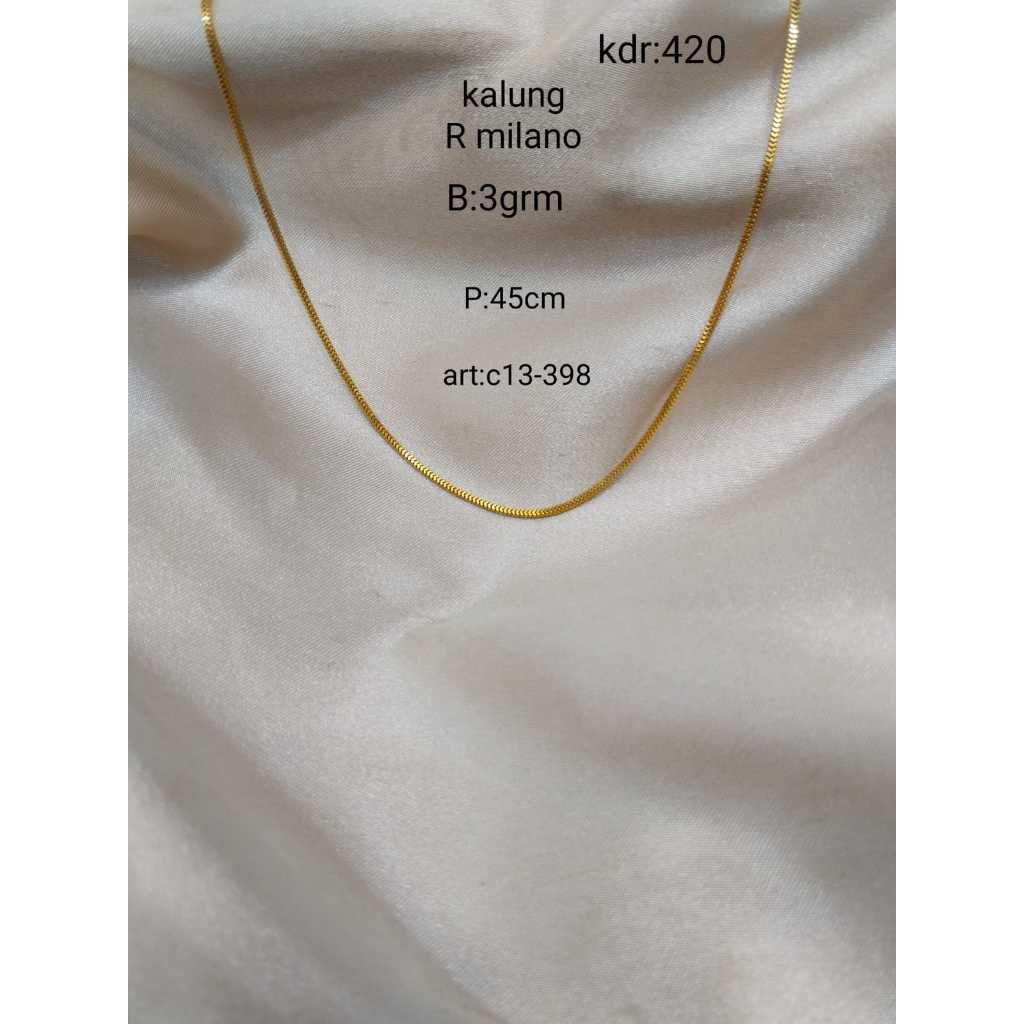 kdr:420
kalung
R milano
B:3grm
P:45cm
art:c13-398